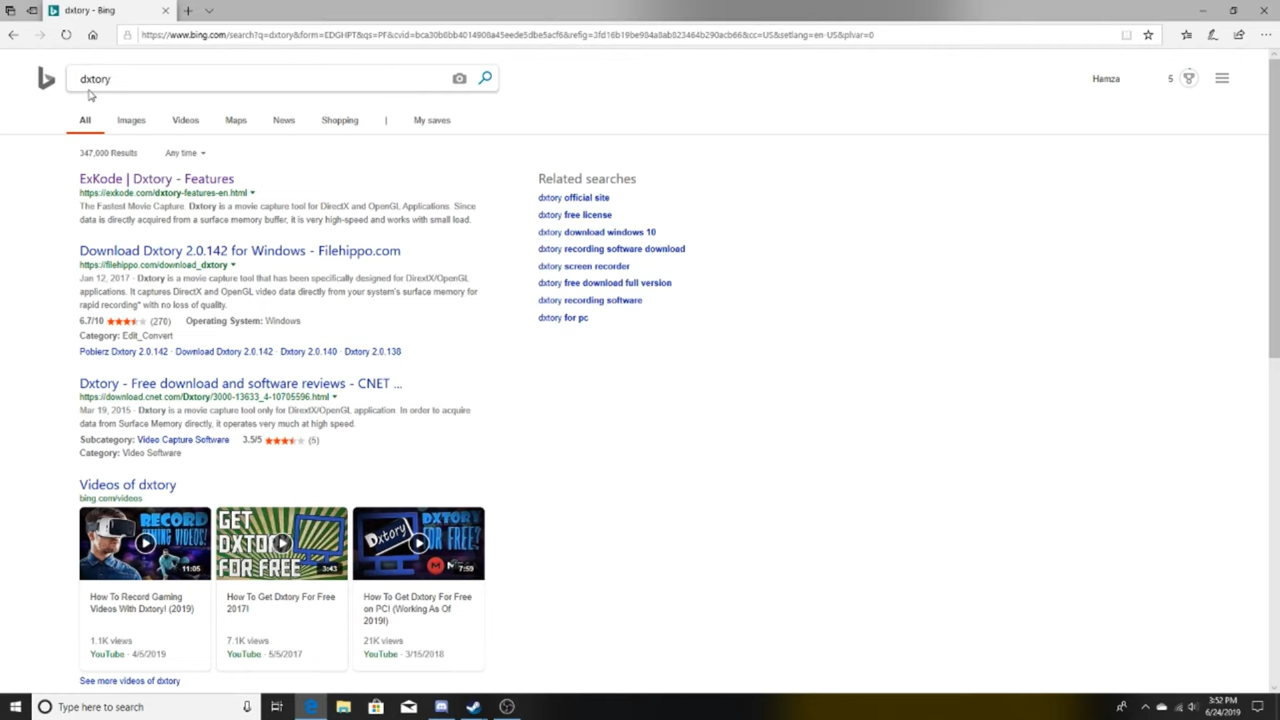 dxtory - Bing
https://www.bing.com/search?q=dxtory&form=EDGHPT&qs=PF&cvid=bca30b8bb4014908a45eede5dbe5acf6&refig=3fd16b19be984a8ab823464b290acb66&cc=US&setlang=en-US&plvar=0
dxtory
Hamza
5
All Images Videos Maps News Shopping | My saves
347,000 Results Any time
ExKode | Dxtory - Features
https://exkode.com/dxtory-features-en.html
The Fastest Movie Capture. Dxtory is a movie capture tool for DirectX and OpenGL Applications. Since
data is directly acquired from a surface memory buffer, it is very high-speed and works with small load.
Download Dxtory 2.0.142 for Windows - Filehippo.com
https://filehippo.com/download_dxtory
Jan 12, 2017 · Dxtory is a movie capture tool that has been specifically designed for DirextX/OpenGL
applications. It captures DirectX and OpenGL video data directly from your system's surface memory for
rapid recording" with no loss of quality.
6.7/10 (270) Operating System: Windows
Category: Edit_Convert
Pobierz Dxtory 2.0.142 · Download Dxtory 2.0.142 · Dxtory 2.0.140 · Dxtory 2.0.138
Dxtory - Free download and software reviews - CNET ...
https://download.cnet.com/Dxtory/3000-13633_4-10705596.html
Mar 19, 2015 · Dxtory is a movie capture tool only for DirextX/OpenGL application. In order to acquire
data from Surface Memory directly, it operates very much at high speed.
Subcategory: Video Capture Software 3.5/5 (5)
Category: Video Software
Videos of dxtory
bing.com/videos
RECORD
GAMING VIDEOS!
11:05
GET
DXTORY
FOR FREE
3:43
Dxtory
DXTORY
FOR FREE?
7:59
How To Record Gaming
Videos With Dxtory! (2019)
1.1K views
YouTube · 4/5/2019
How To Get Dxtory For Free
2017!
7.1K views
YouTube · 5/5/2017
How To Get Dxtory For Free
on PC! (Working As Of
2019!)
21K views
YouTube · 3/15/2018
See more videos of dxtory
Related searches
dxtory official site
dxtory free license
dxtory download windows 10
dxtory recording software download
dxtory screen recorder
dxtory free download full version
dxtory recording software
dxtory for pc
Type here to search
3:52 PM
6/24/2019